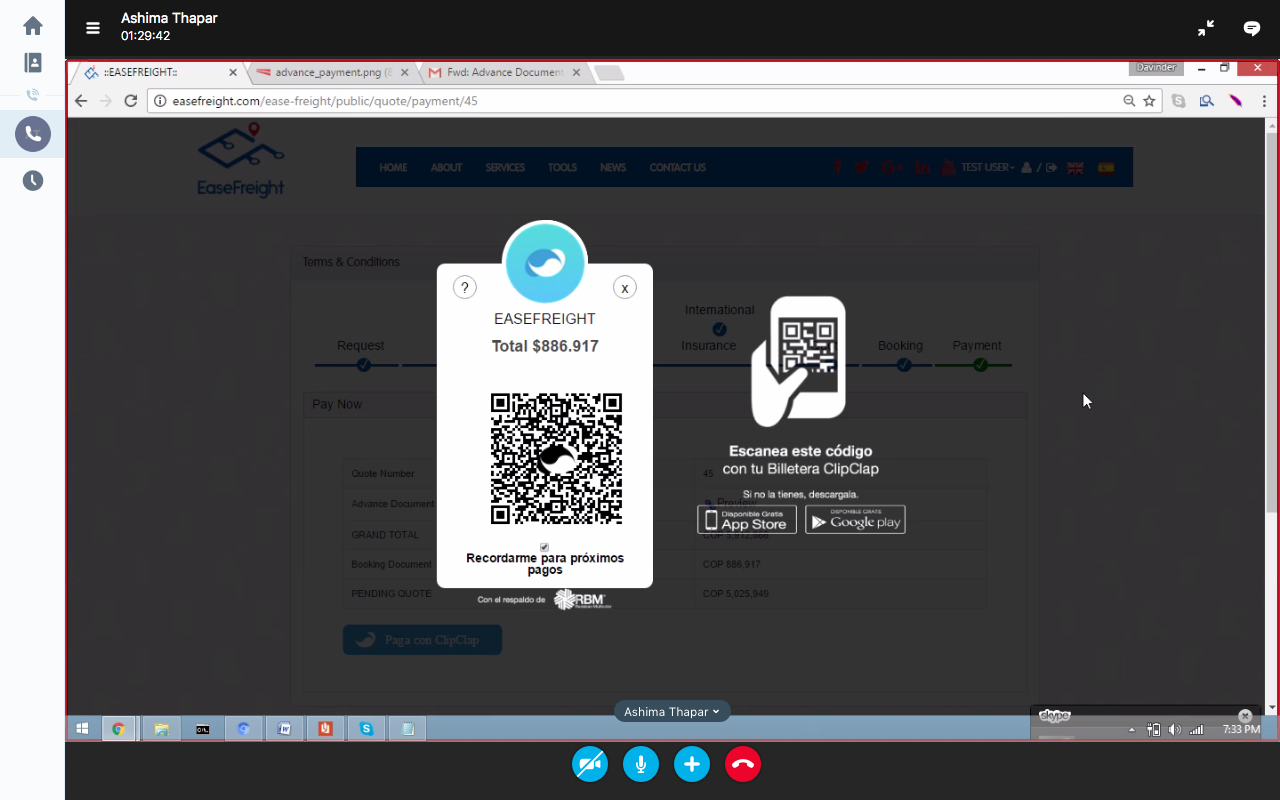 Ashima Thapar
01:29:42
::EASEFREIGHT::
advance_payment.png (
Fwd: Advance Document
Davinder
easefreight.com/ease-freight/public/quote/payment/45
EaseFreight
HOME ABOUT SERVICES TOOLS NEWS CONTACT US
TEST USER
/
Terms & Conditions
? x
EASEFREIGHT
Total $886.917
International
Request Insurance Booking Payment
Pay Now
Escanea este código
con tu Billetera ClipClap
Quote Number 45
Si no la tienes, descargala.
Advance Document Preview
Disponible Gratis
App Store
DISPONIBLE GRATIS
Google play
GRAND TOTAL COP 5,912,866
Recordarme para próximos
pagos
Booking Document COP 886.917
PENDING QUOTE COP 5,025,949
Con el respaldo de RBM
Paga con ClipClap
Ashima Thapar
skype
7:33 PM